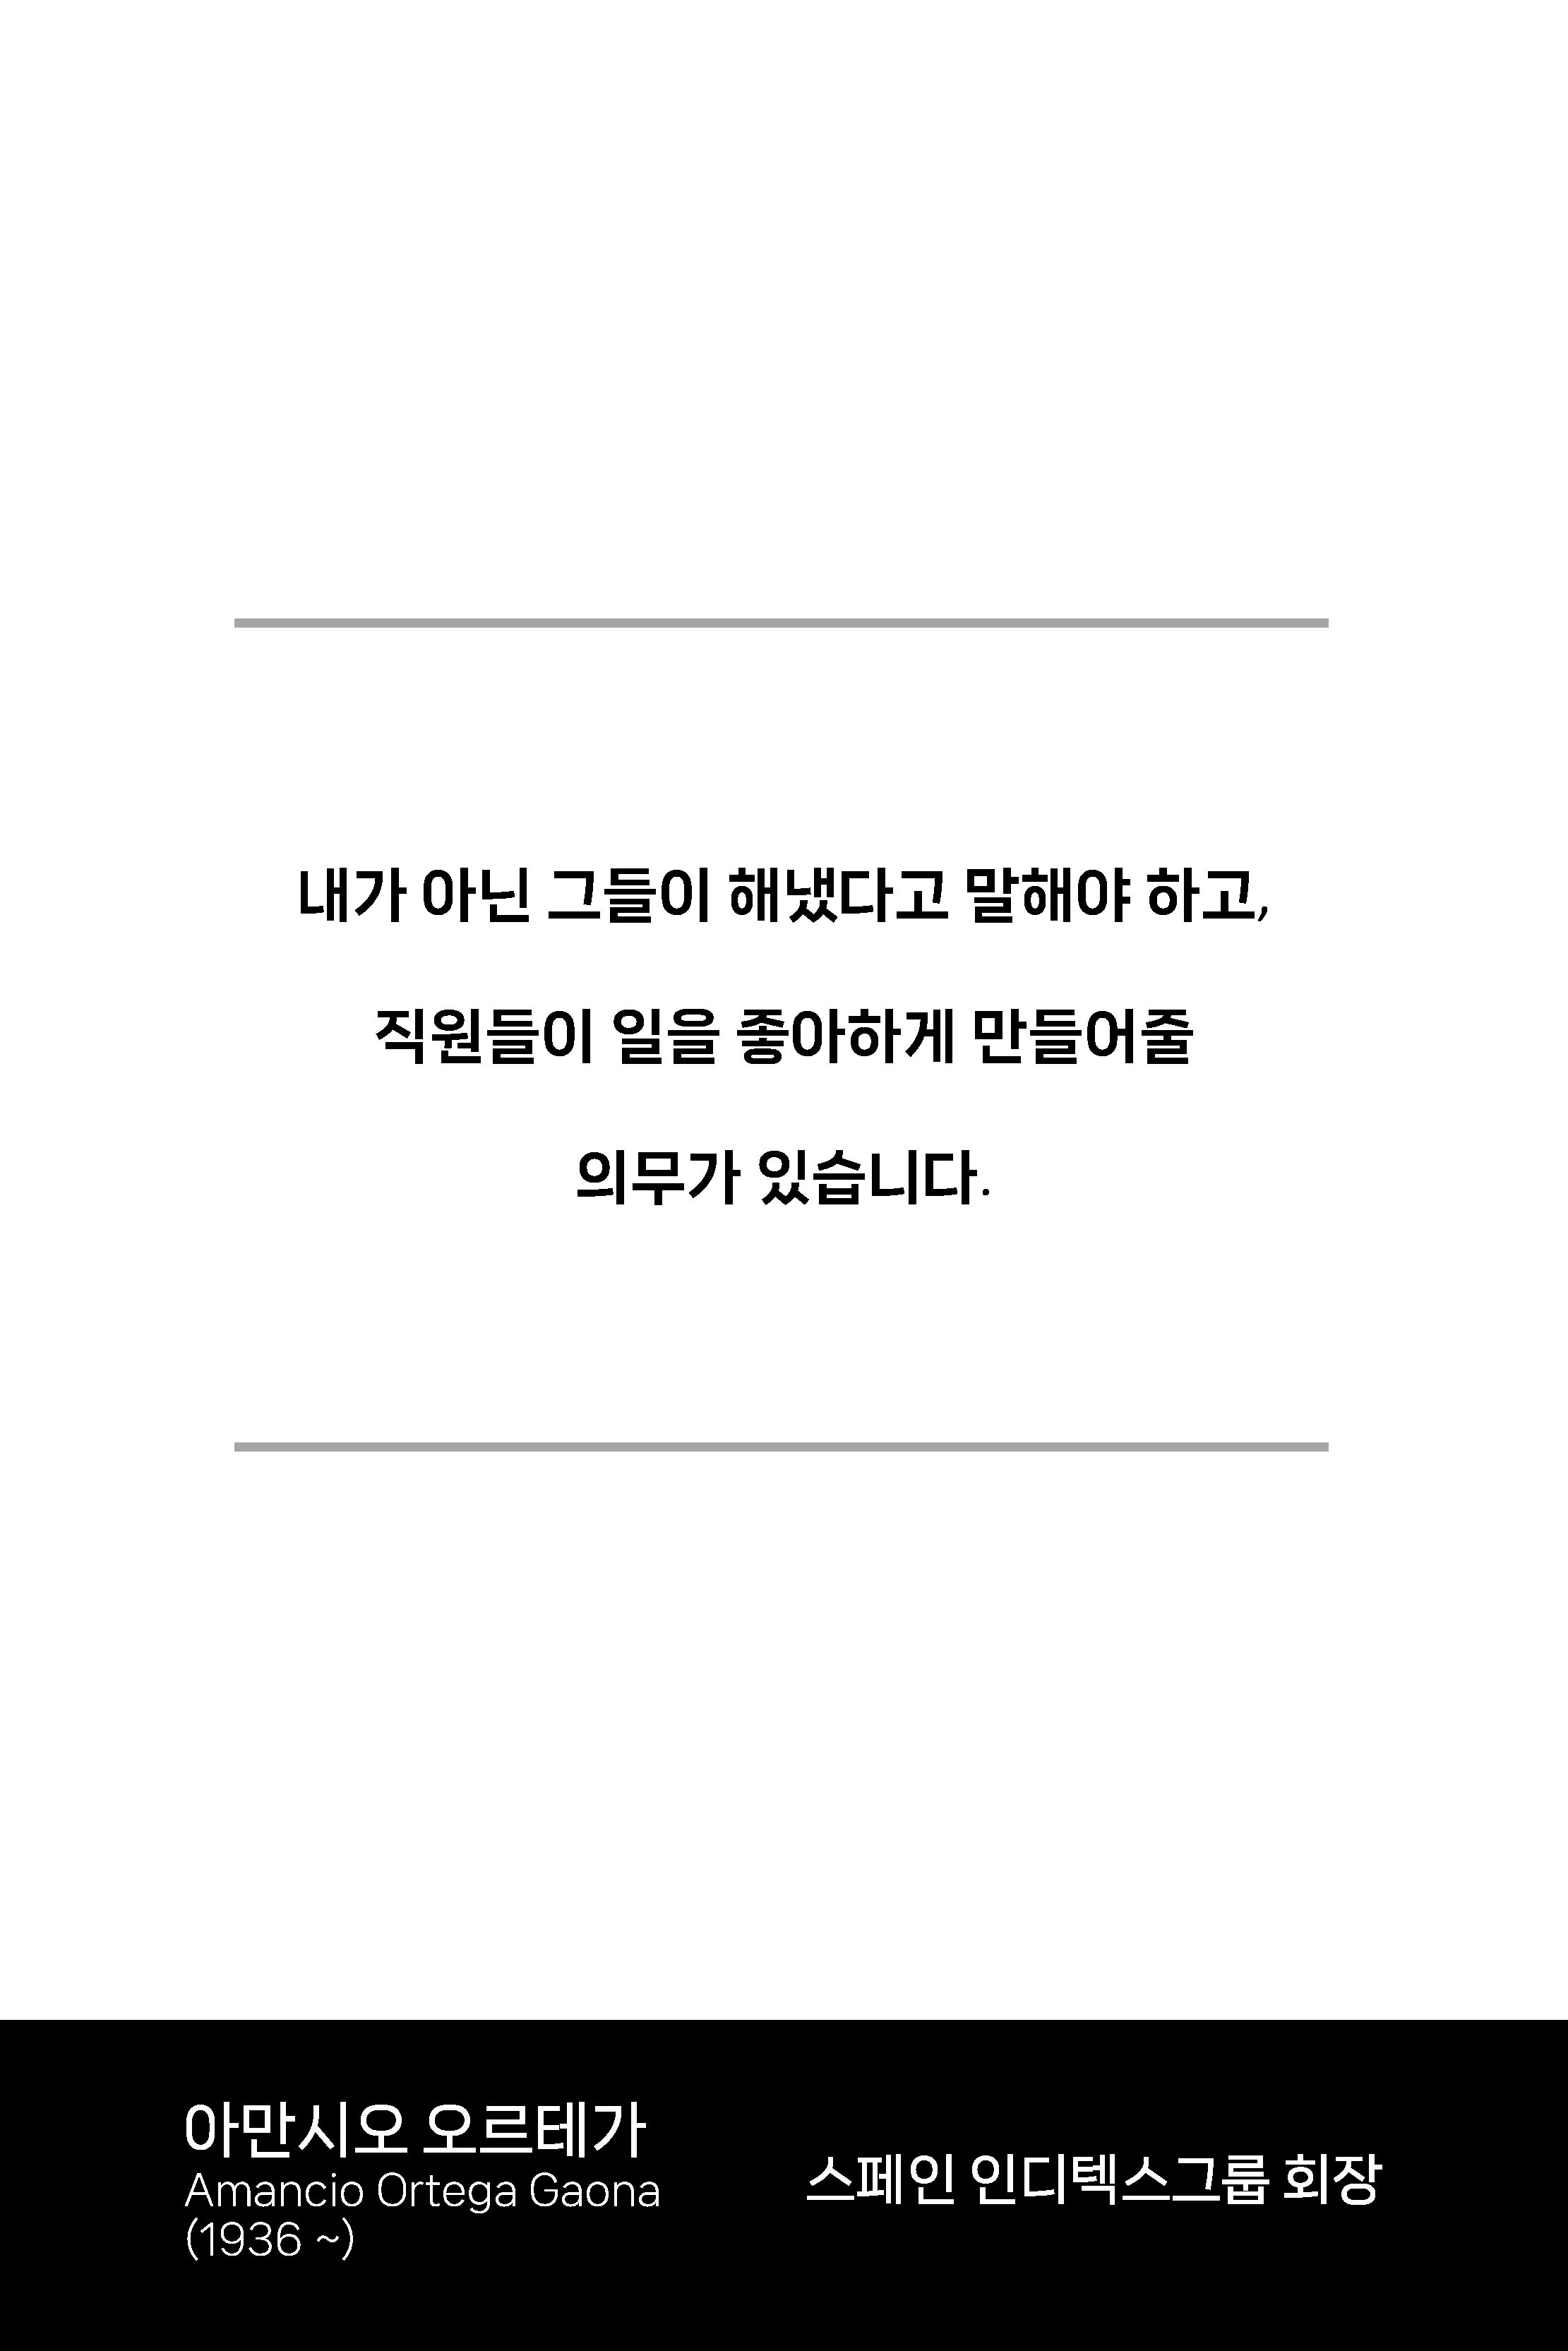 내가 아닌 그들이 해냈다고 말해야 하고,
직원들이 일을 좋아하게 만들어줄
의무가 있습니다.
아만시오 오르테가
Amancio Ortega Gaona
(1936 ~)
스페인 인디텍스그룹 회장